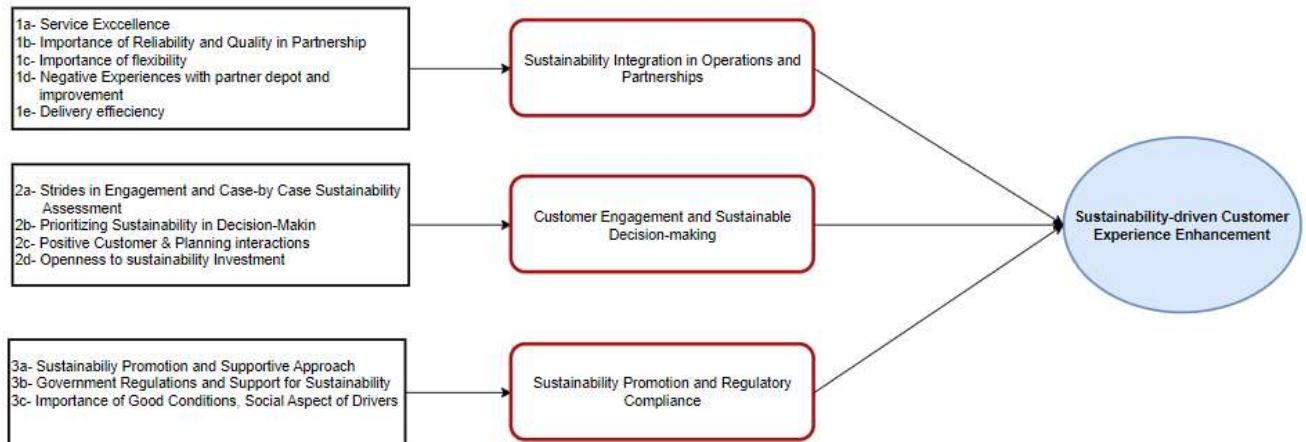 1a- Service Exccellence
1b- Importance of Reliability and Quality in Partnership
1c- Importance of flexibility
1d- Negative Experiences with partner depot and
improvement
1e- Delivery effieciency
Sustainability Integration in Operations and
Partnerships
2a- Strides in Engagement and Case-by Case Sustainability
Assessment
2b- Prioritizing Sustainability in Decision-Makin
2c- Positive Customer & Planning interactions
2d- Openness to sustainability Investment
Customer Engagement and Sustainable
Decision-making
Sustainability-driven Customer
Experience Enhancement
3a- Sustainabiliy Promotion and Supportive Approach
3b- Government Regulations and Support for Sustainability
3c- Importance of Good Conditions, Social Aspect of Drivers
Sustainability Promotion and Regulatory
Compliance